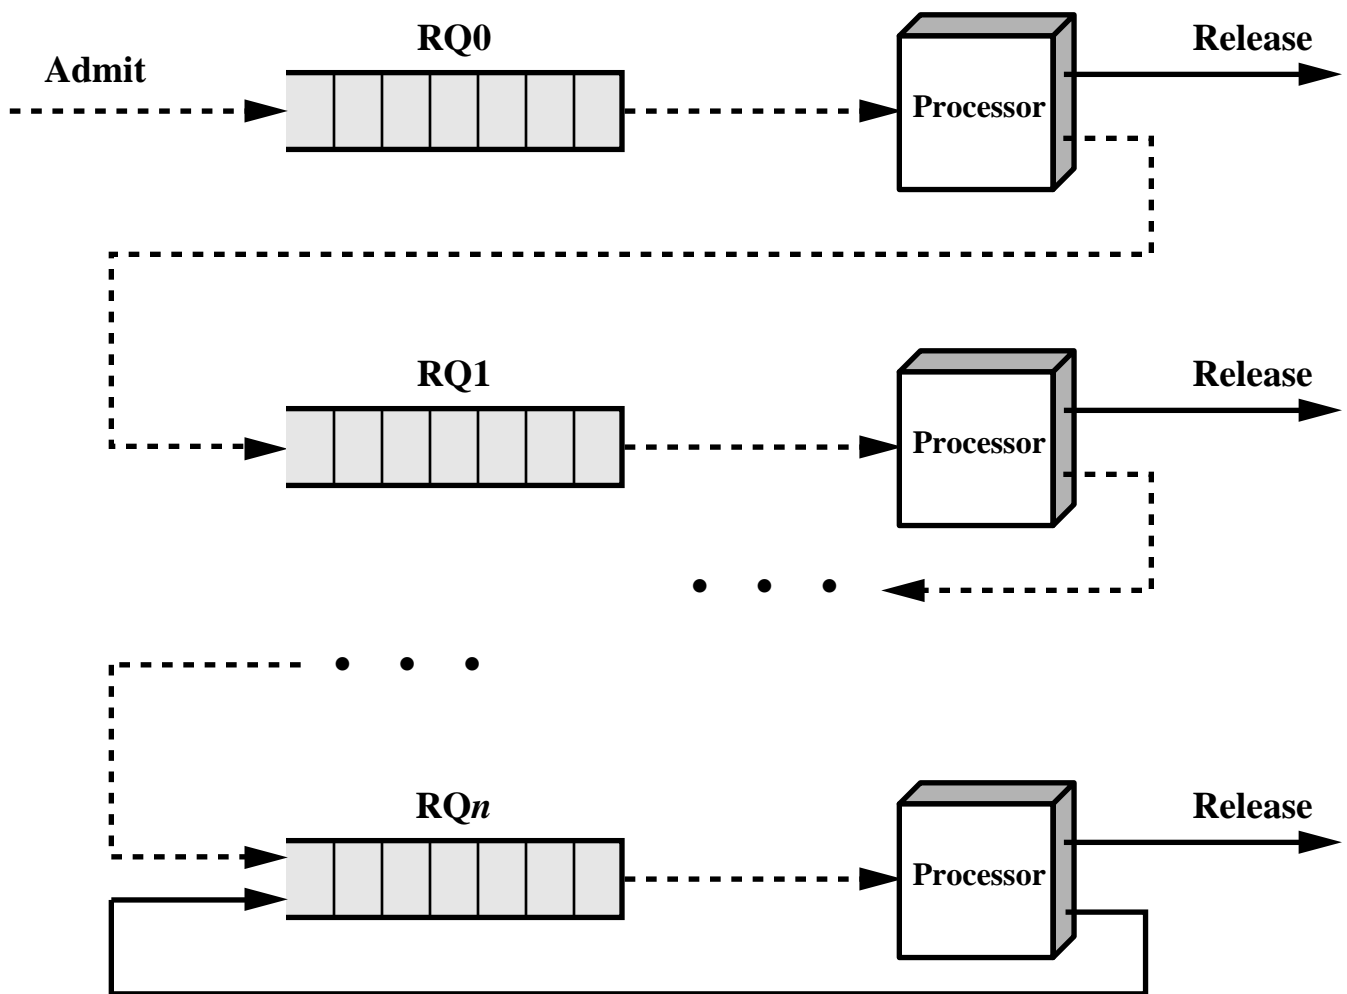 RQ0
Release
Admit
Processor
RQ1
Release
Processor
RQn
Release
Processor